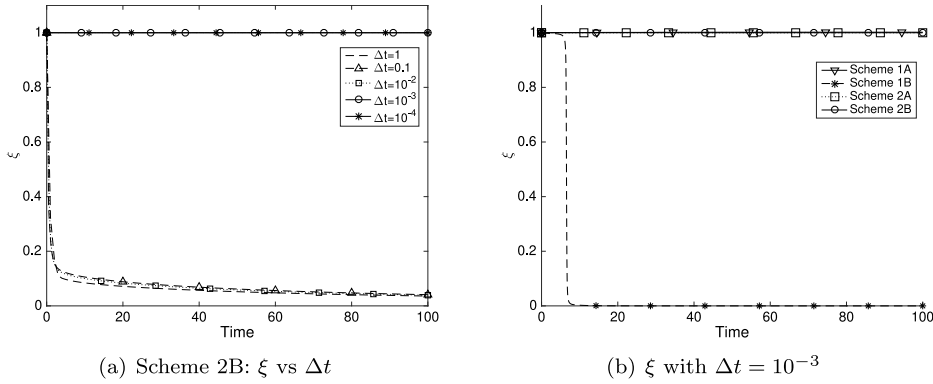 1
0.8
0.6
0.4
0.2
0
ξ
0 20 40 60 80 100
Time
Δt=1
Δt=0.1
Δt=10⁻²
Δt=10⁻³
Δt=10⁻⁴
(a) Scheme 2B: ξ vs Δt
1
0.8
0.6
0.4
0.2
0
ξ
0 20 40 60 80 100
Time
Scheme 1A
Scheme 1B
Scheme 2A
Scheme 2B
(b) ξ with Δt = 10⁻³